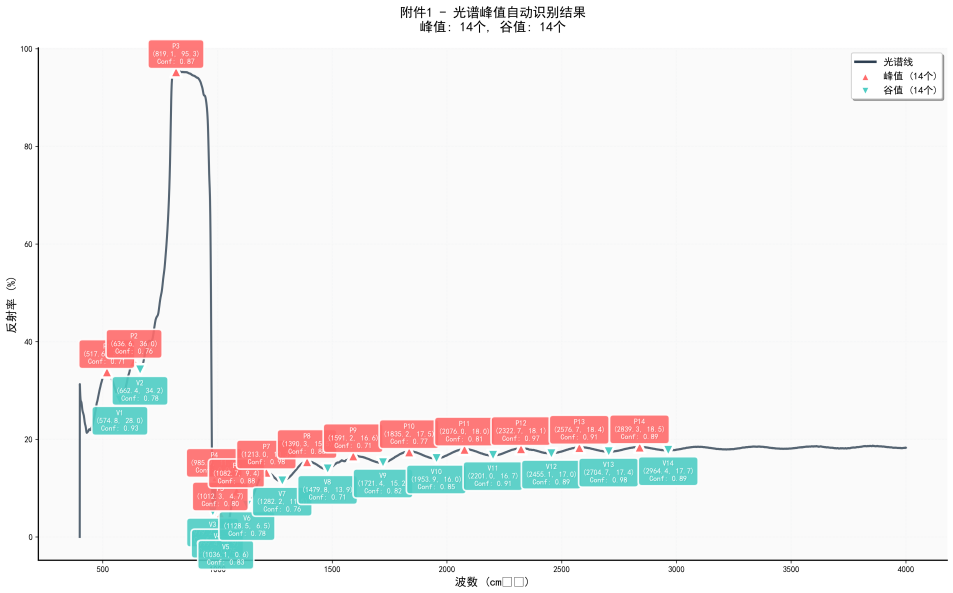 附件1 - 光谱峰值自动识别结果
峰值: 14个, 谷值: 14个
反射率 (%)
100
80
60
40
20
0
500
1000
1500
2000
2500
3000
3500
4000
波数 (cm□□)
光谱线
峰值 (14个)
谷值 (14个)
P3
(819.1, 95.3)
Conf: 0.87
(517.6
Conf: 0.71
P2
(636.6, 36.0)
Conf: 0.76
V2
(662.4, 34.2)
Conf: 0.78
V1
(574.8, 28.0)
Conf: 0.93
P4
(985.
Conf:
(1082.7, 9.4)
Conf: 0.88
(1012.3, 4.7)
Conf: 0.80
P7
(1213.0, 1
Conf: 0.98
P8
(1390.3, 15.
Conf: 0.8
P9
(1591.2, 16.6)
Conf: 0.71
P10
(1835.2, 17.5)
Conf: 0.77
P11
(2076.0, 18.0)
Conf: 0.81
P12
(2322.7, 18.1)
Conf: 0.97
P13
(2576.7, 18.4)
Conf: 0.91
P14
(2839.3, 18.5)
Conf: 0.89
V3
V5
(1036.1, 0.6)
Conf: 0.83
V6
(1128.5, 6.5)
Conf: 0.78
V7
(1282.2, 11
Conf: 0.76
V8
(1479.8, 13.9)
Conf: 0.71
V9
(1721.4, 15.2
Conf: 0.82
V10
(1953.9, 16.0)
Conf: 0.85
V11
(2201.0, 16.7)
Conf: 0.91
V12
(2455.1, 17.0)
Conf: 0.89
V13
(2704.7, 17.4)
Conf: 0.98
V14
(2964.4, 17.7)
Conf: 0.89